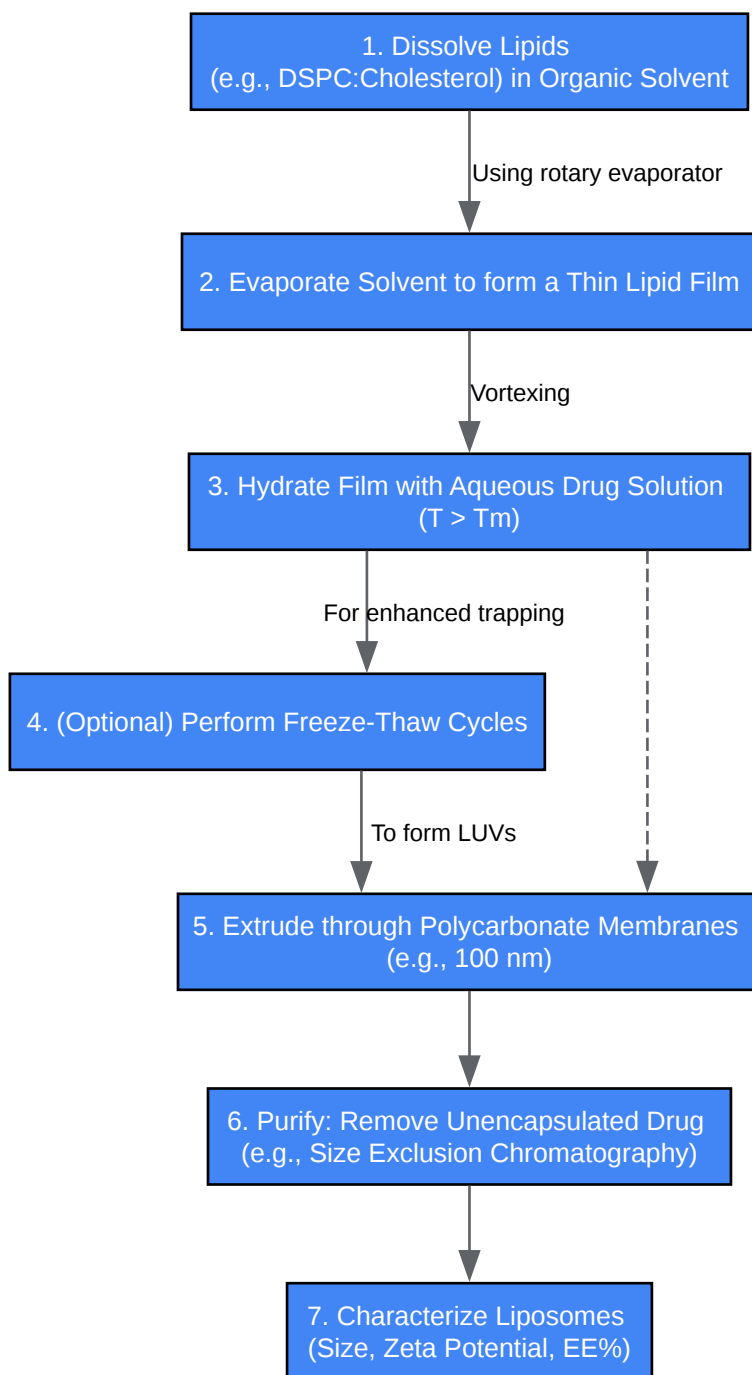 1. Dissolve Lipids
(e.g., DSPC:Cholesterol) in Organic Solvent
Using rotary evaporator
2. Evaporate Solvent to form a Thin Lipid Film
Vortexing
3. Hydrate Film with Aqueous Drug Solution
(T > Tm)
For enhanced trapping
4. (Optional) Perform Freeze-Thaw Cycles
To form LUVs
5. Extrude through Polycarbonate Membranes
(e.g., 100 nm)
6. Purify: Remove Unencapsulated Drug
(e.g., Size Exclusion Chromatography)
7. Characterize Liposomes
(Size, Zeta Potential, EE%)